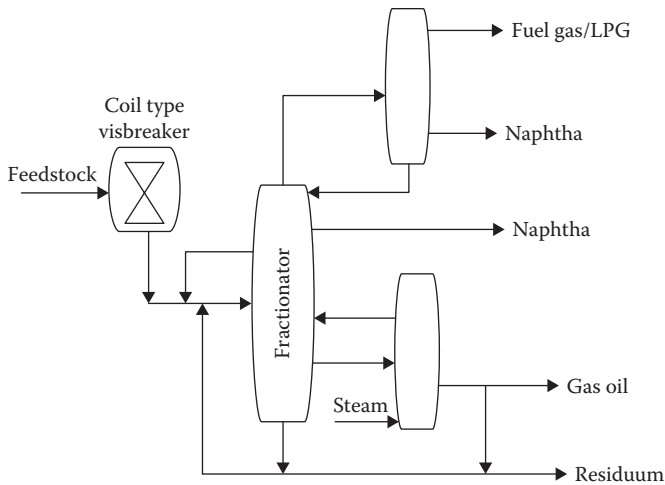 Fuel gas/LPG
Coil type
visbreaker
Naphtha
Feedstock
Naphtha
Fractionator
Steam
Gas oil
Residuum